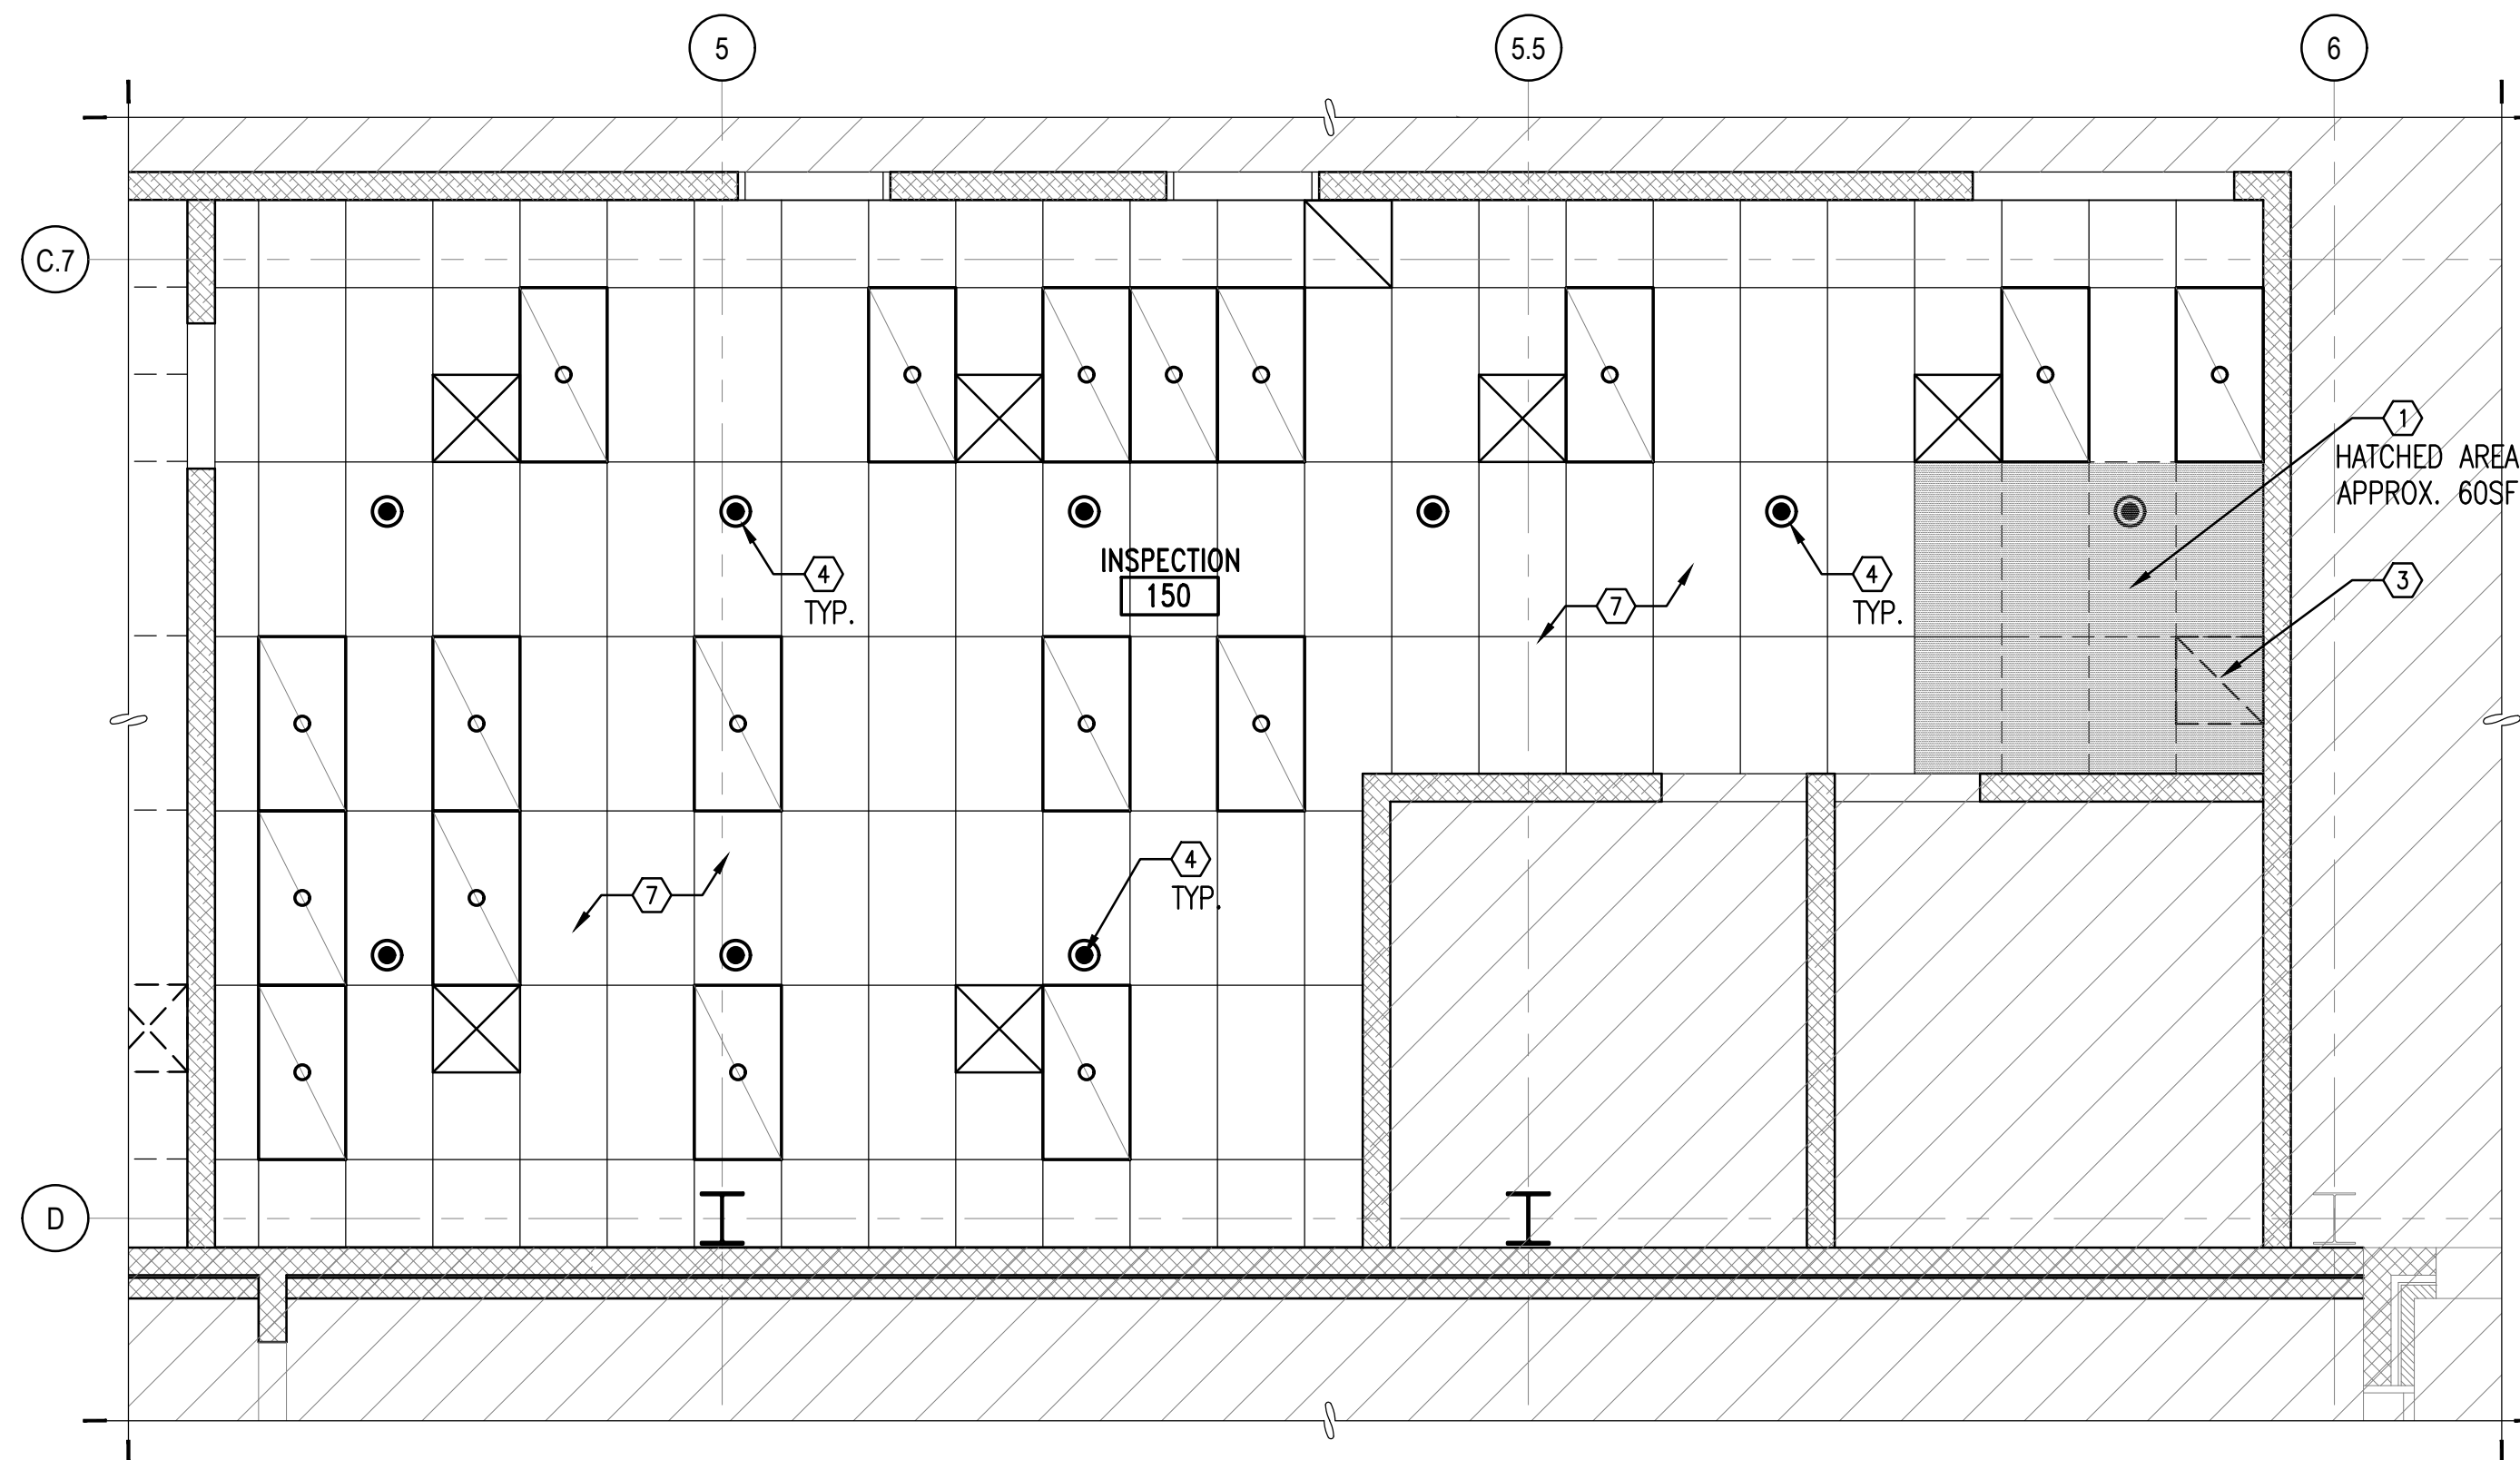 5
5.5
6
C.7
1
HATCHED AREA
APPROX. 60SF
INSPECTION
150
4
TYP.
7
4
TYP.
3
4
TYP.
7
D